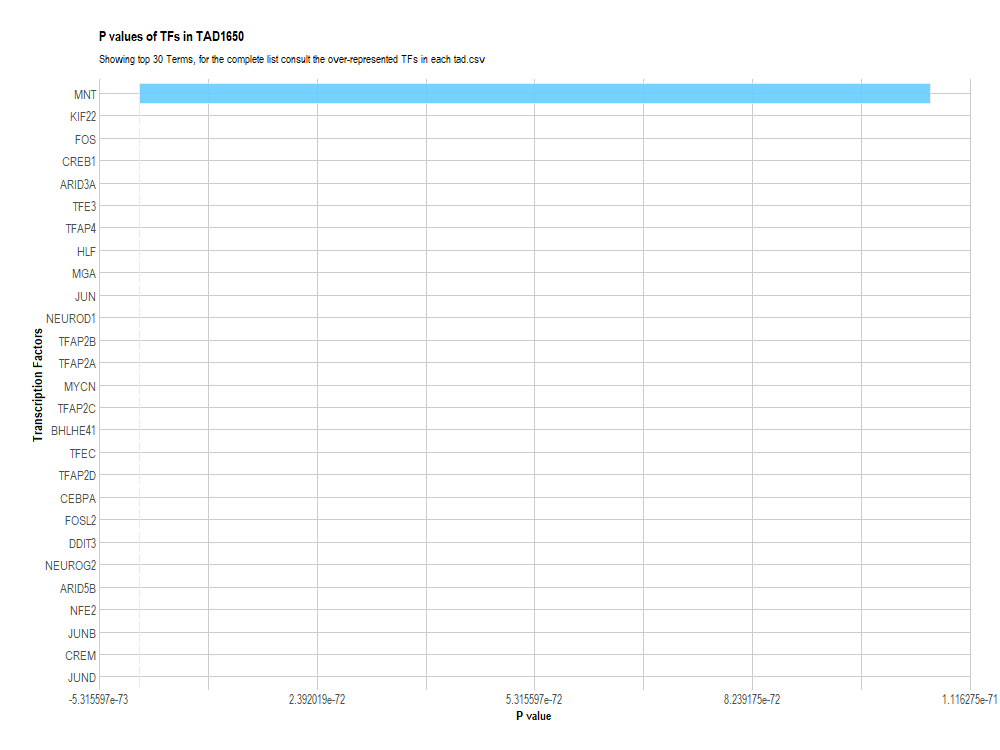 P values of TFs in TAD1650
Showing top 30 Terms, for the complete list consult the over-represented TFs in each tad.csv
MNT
KIF22
FOS
CREB1
ARID3A
TFE3
TFAP4
HLF
MGA
JUN
NEUROD1
TFAP2B
TFAP2A
MYCN
TFAP2C
BHLHE41
TFEC
TFAP2D
CEBPA
FOSL2
DDIT3
NEUROG2
ARID5B
NFE2
JUNB
CREM
JUND
Transcription Factors
-5.315597e-73 2.392019e-72 5.315597e-72 8.239175e-72 1.116275e-71
P value